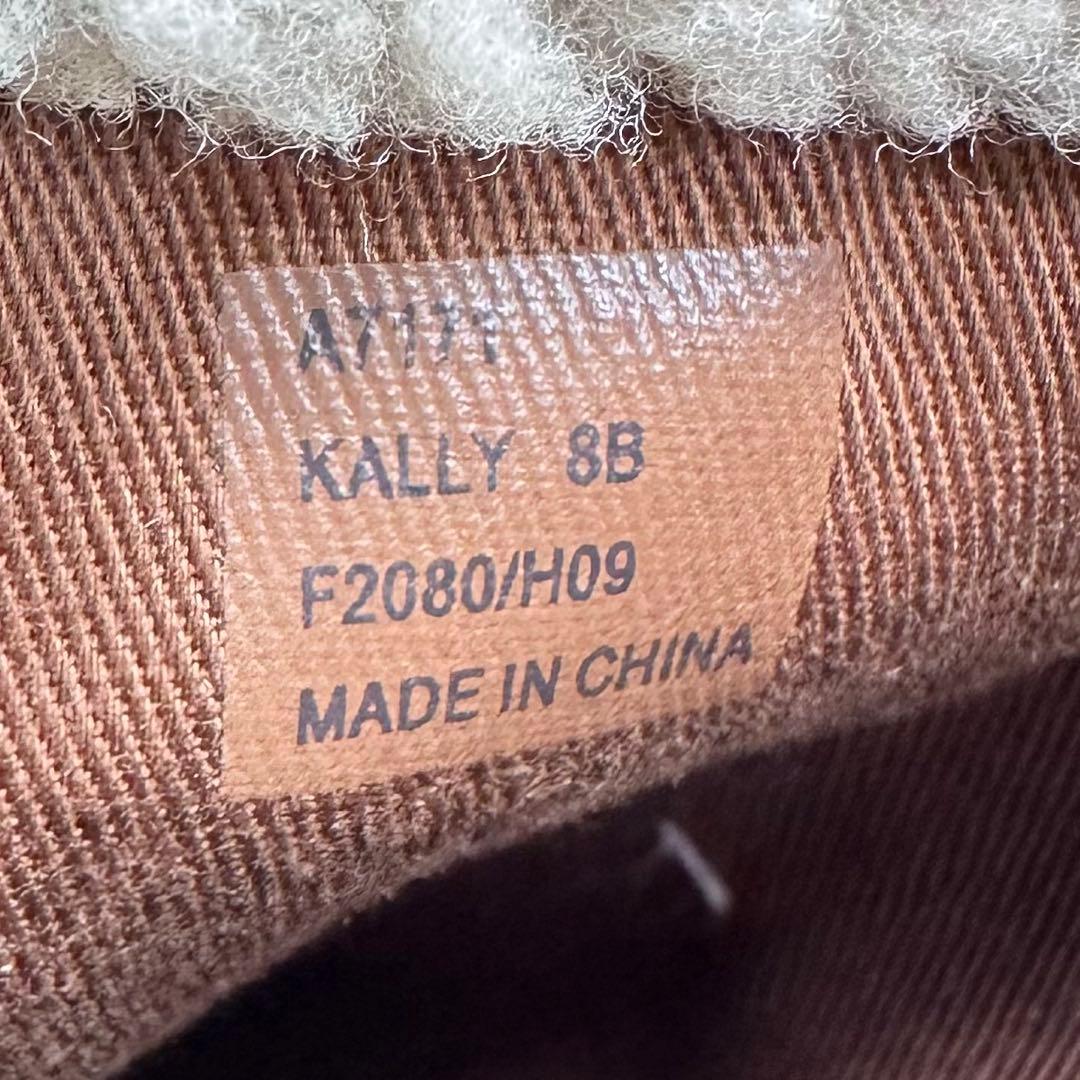 A7171
KALLY 8B
F2080/H09
MADE IN CHINA